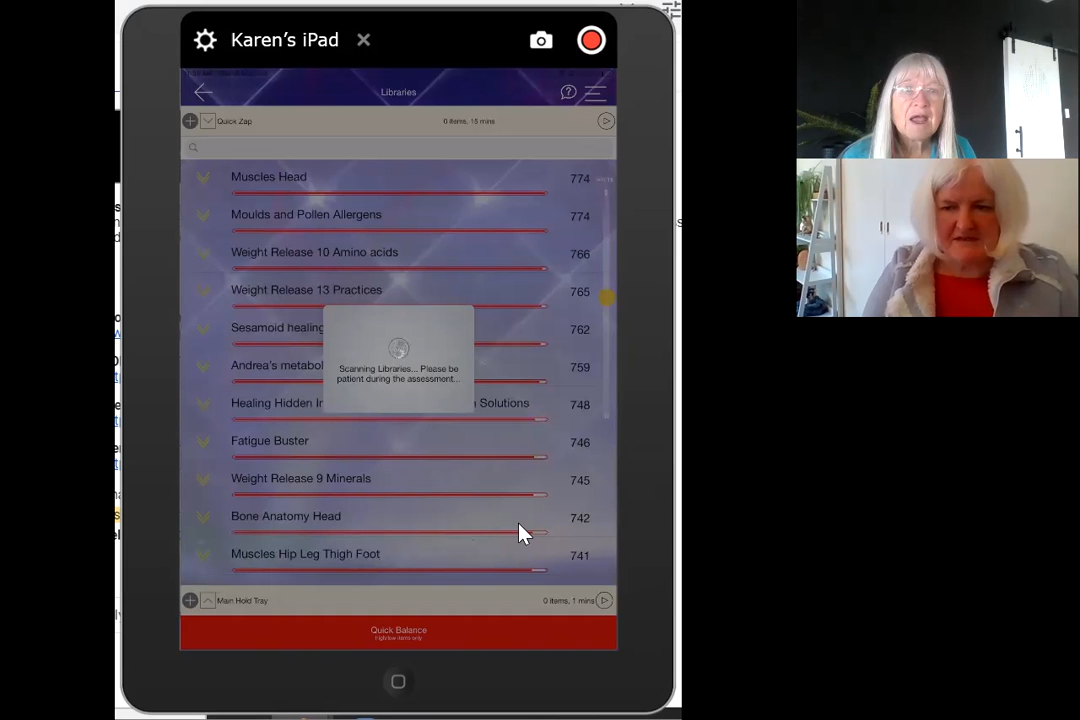 Karen's iPad
Libraries
Quick Zap 0 items, 15 mins
Muscles Head 774
Moulds and Pollen Allergens 774
Weight Release 10 Amino acids 766
Weight Release 13 Practices 765
Sesamoid healing 762
Andrea's metabol 759
Scanning Libraries... Please be
patient during the assessment...
Healing Hidden In Solutions 748
Fatigue Buster 746
Weight Release 9 Minerals 745
Bone Anatomy Head 742
Muscles Hip Leg Thigh Foot 741
Main Hold Tray 0 items, 1 mins
Quick Balance